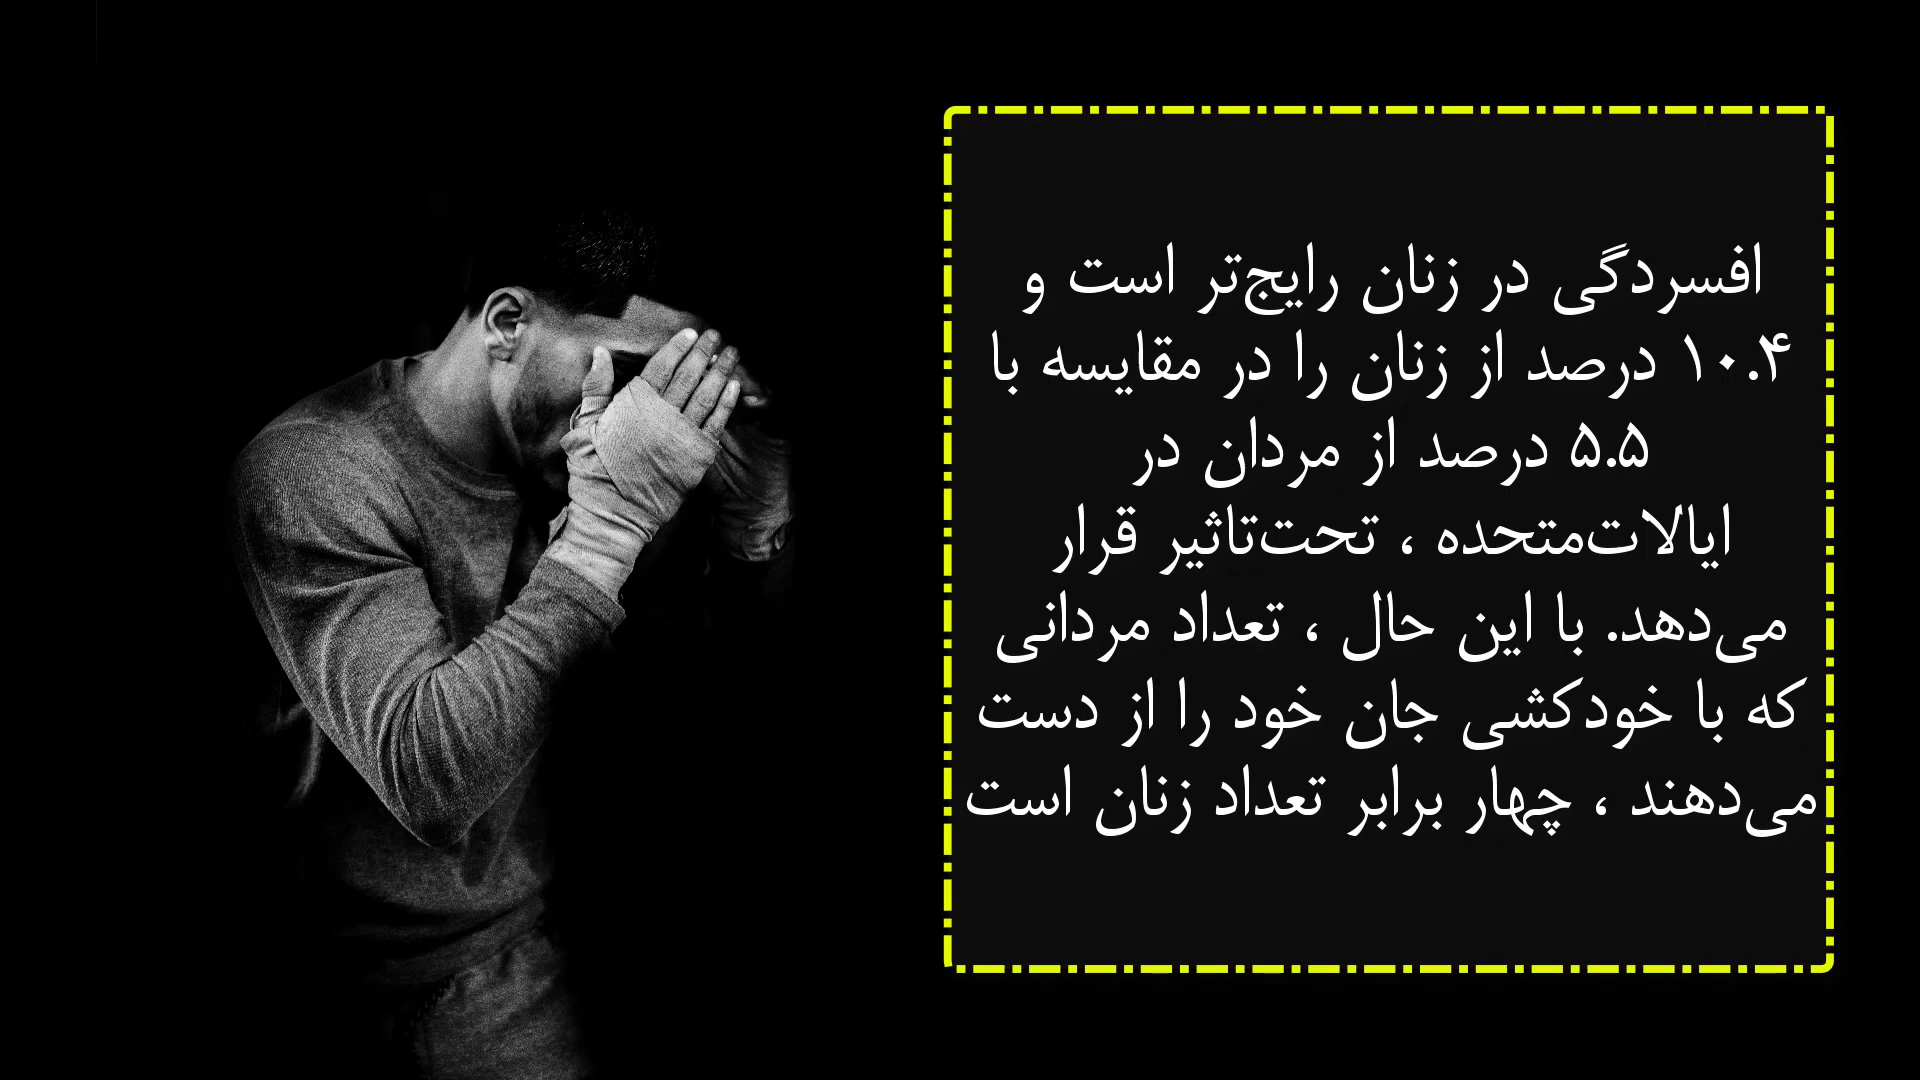 افسردگی در زنان رایج‌تر است و
۱۰.۴ درصد از زنان را در مقایسه با
۵.۵ درصد از مردان در
ایالات‌متحده ، تحت‌تاثیر قرار
می‌دهد. با این حال ، تعداد مردانی
که با خودکشی جان خود را از دست
می‌دهند ، چهار برابر تعداد زنان است